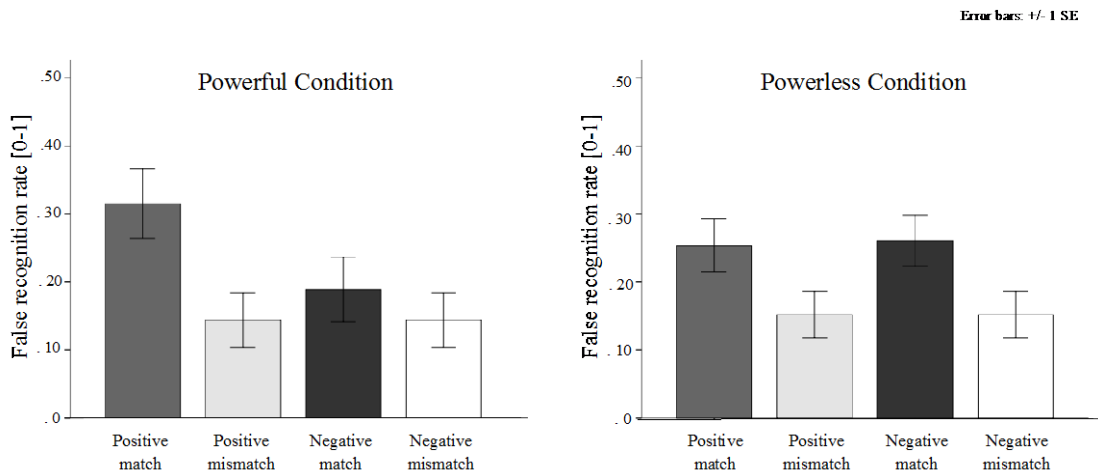 Error bars: +/- 1 SE
Powerful Condition
False recognition rate [0-1]
.50
.40
.30
.20
.10
.0
Positive match
Positive mismatch
Negative match
Negative mismatch
Powerless Condition
False recognition rate [0-1]
.50
.40
.30
.20
.10
.0
Positive match
Positive mismatch
Negative match
Negative mismatch